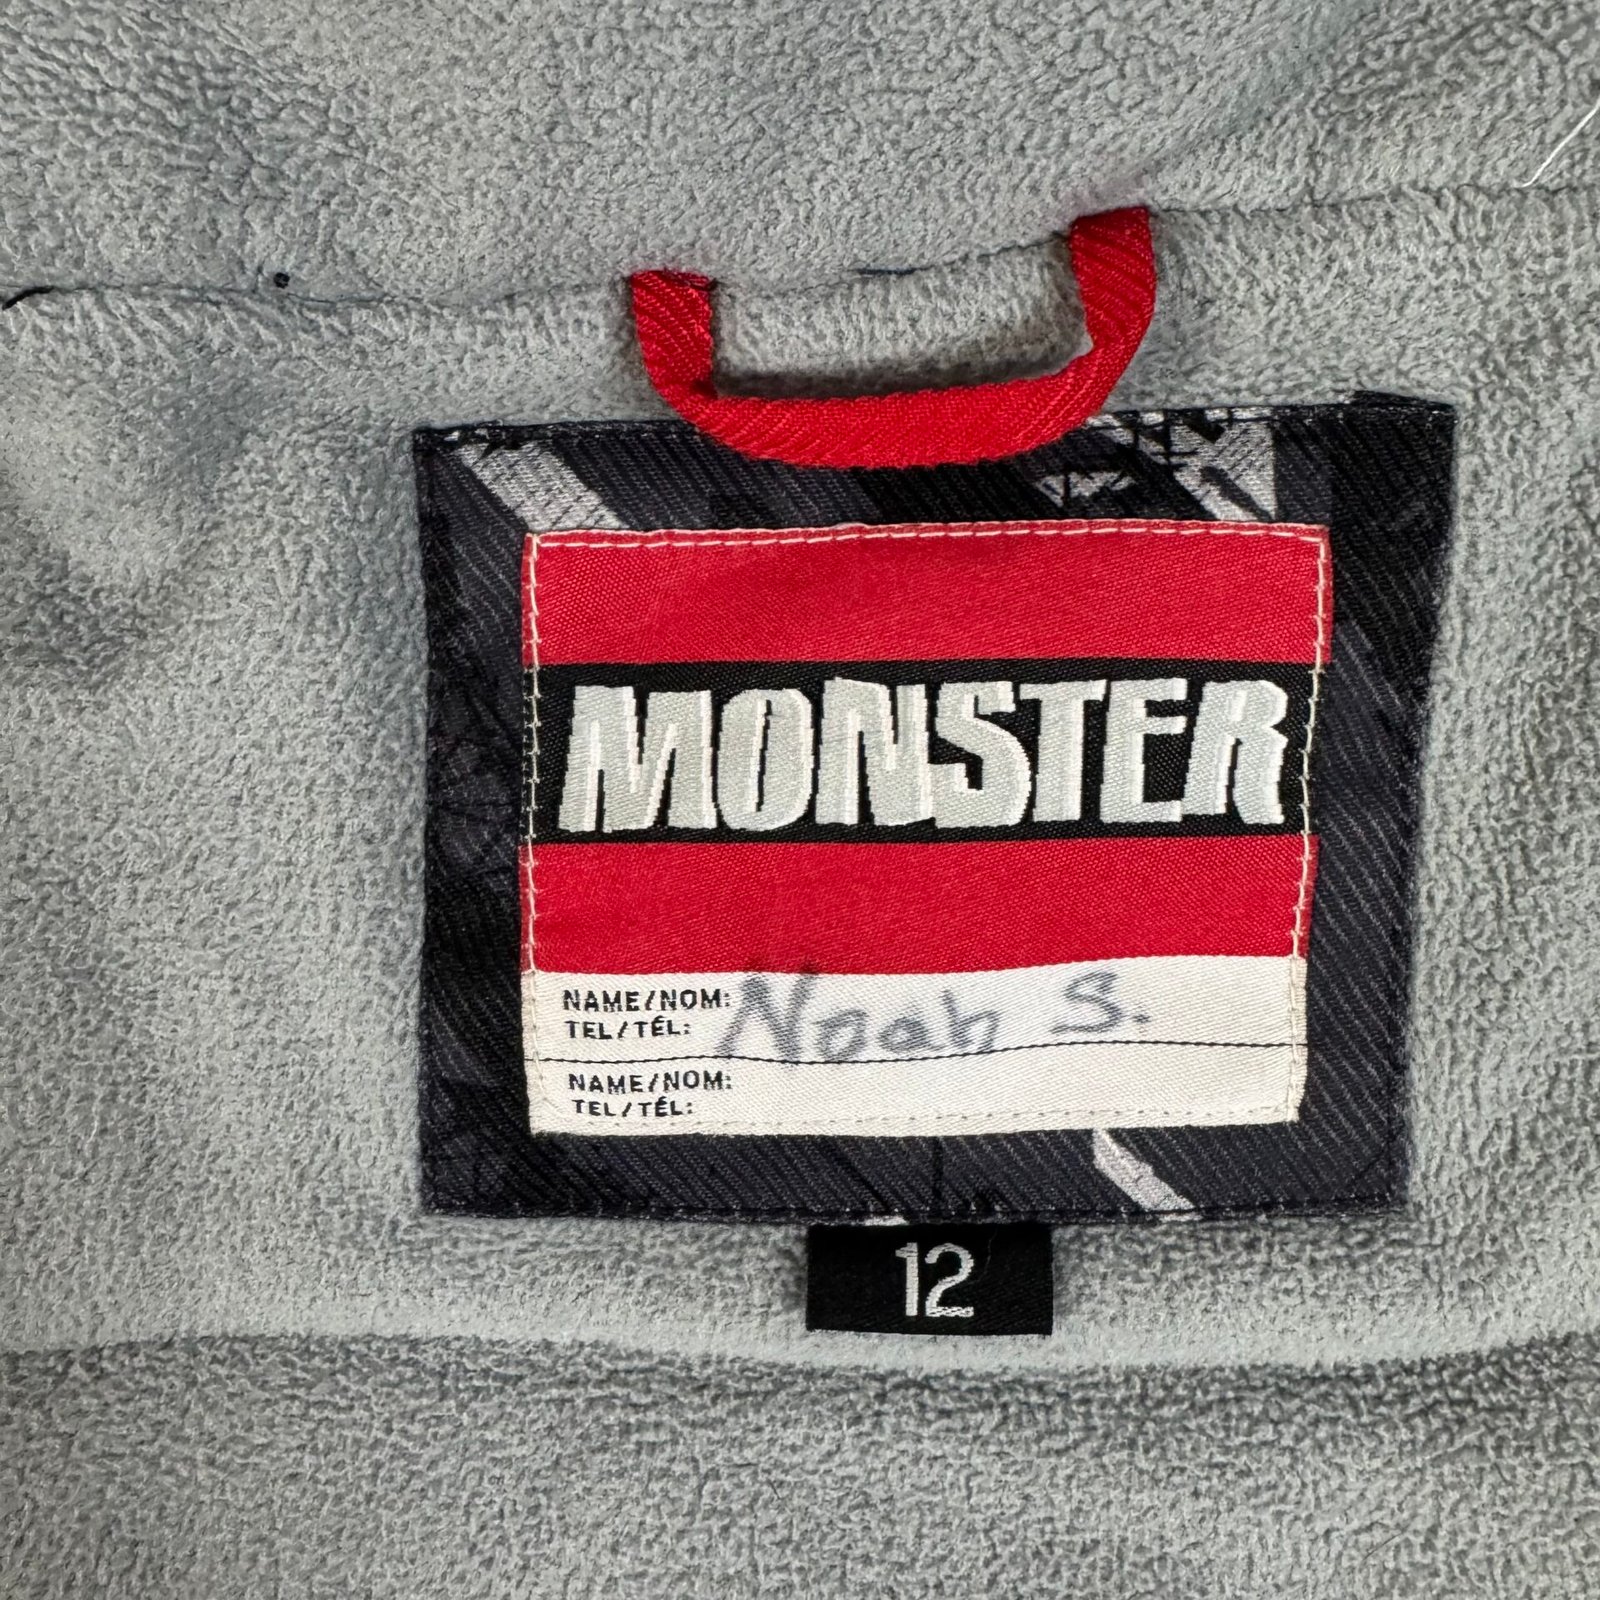 MONSTER
NAME/NOM: Noah S.
TEL/TÉL:
NAME/NOM:
TEL/TÉL:
12